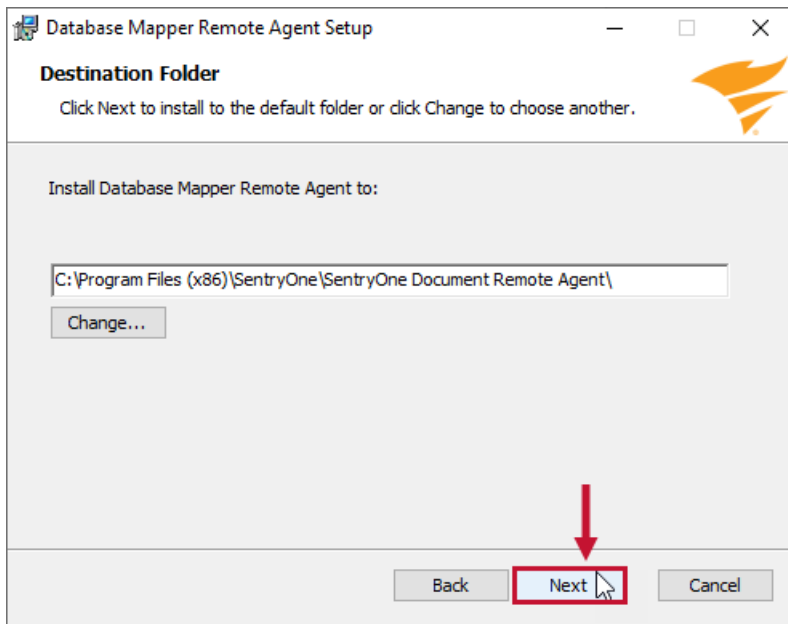 Database Mapper Remote Agent Setup
Destination Folder
Click Next to install to the default folder or click Change to choose another.
Install Database Mapper Remote Agent to:
C:\Program Files (x86)\SentryOne\SentryOne Document Remote Agent\
Change...
Back Next Cancel